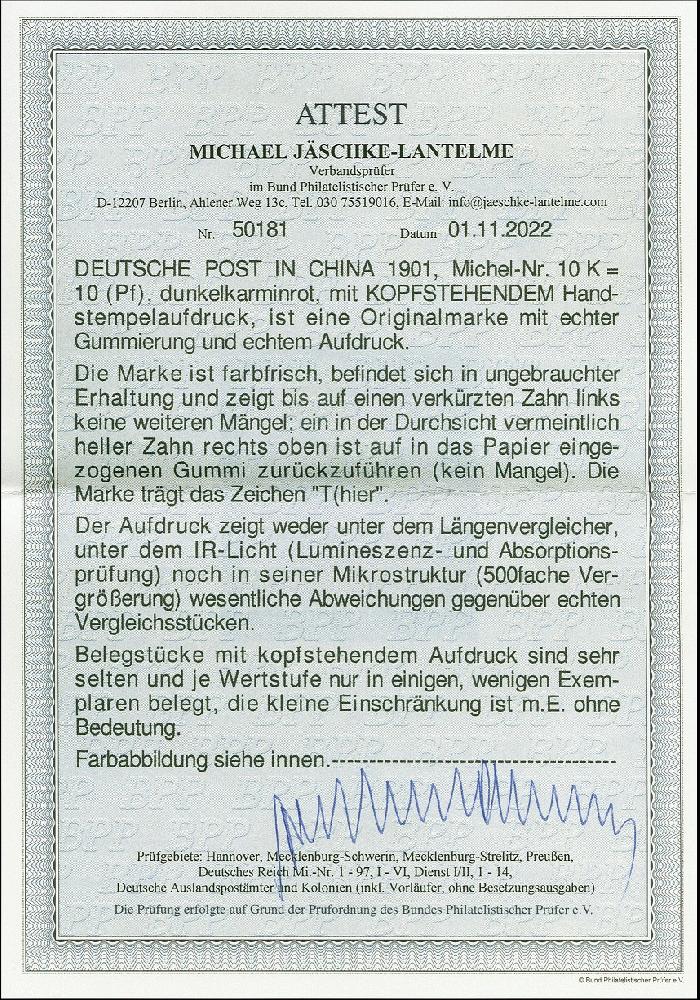 ATTEST
MICHAEL JÄSCHKE-LANTELME
Verbandsprüfer
im Bund Philatelistischer Prüfer e. V.
D-12207 Berlin, Ahlener Weg 13c, Tel. 030 75519016, E-Mail: info@jaeschke-lantelme.com
Nr. 50181 Datum 01.11.2022
DEUTSCHE POST IN CHINA 1901, Michel-Nr. 10 K =
10 (Pf), dunkelkarminrot, mit KOPFSTEHENDEM Hand-
stempelaufdruck, ist eine Originalmarke mit echter
Gummierung und echtem Aufdruck.
Die Marke ist farbfrisch, befindet sich in ungebrauchter
Erhaltung und zeigt bis auf einen verkürzten Zahn links
keine weiteren Mängel; ein in der Durchsicht vermeintlich
heller Zahn rechts oben ist auf in das Papier einge-
zogenen Gummi zurückzuführen (kein Mangel). Die
Marke trägt das Zeichen "T(hier".
Der Aufdruck zeigt weder unter dem Längenvergleicher,
unter dem IR-Licht (Lumineszenz- und Absorptions-
prüfung) noch in seiner Mikrostruktur (500fache Ver-
größerung) wesentliche Abweichungen gegenüber echten
Vergleichsstücken.
Belegstücke mit kopfstehendem Aufdruck sind sehr
selten und je Wertstufe nur in einigen, wenigen Exem-
plaren belegt, die kleine Einschränkung ist m.E. ohne
Bedeutung.
Farbabbildung siehe innen.-----------------------------------
Prüfgebiete: Hannover, Mecklenburg-Schwerin, Mecklenburg-Strelitz, Preußen,
Deutsches Reich Mi.-Nr. 1 - 97, I - VI, Dienst I/II, 1 - 14,
Deutsche Auslandspostämter und Kolonien (inkl. Vorläufer, ohne Besetzungsausgaben)
Die Prüfung erfolgte auf Grund der Prüfordnung des Bundes Philatelistischer Prüfer e.V.
© Bund Philatelistischer Prüfer e.V.